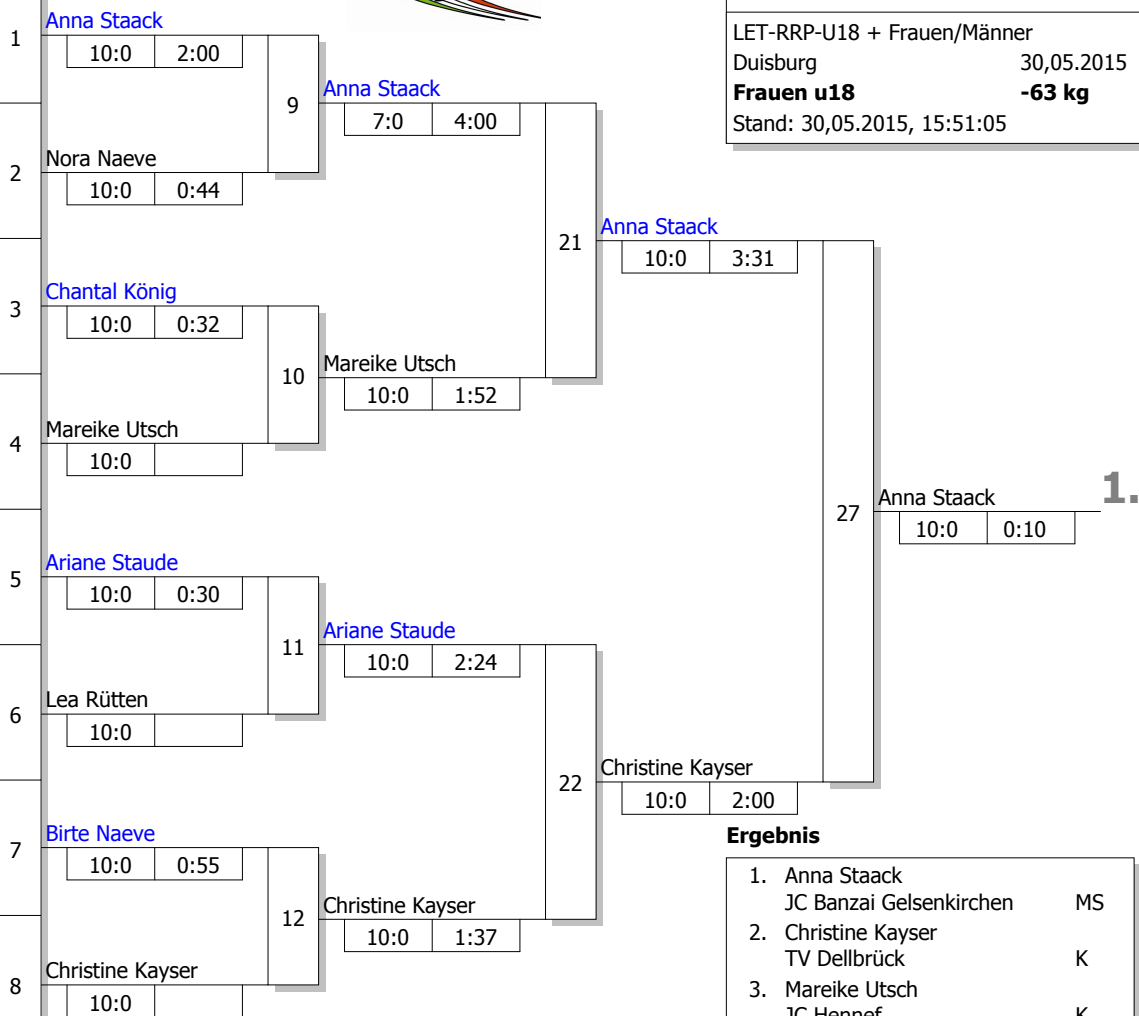 LET-RRP-U18 + Frauen/Männer
Duisburg 30,05.2015
Frauen u18 -63 kg
Stand: 30,05.2015, 15:51:05
1 Anna Staack
10:0 2:00
9 Anna Staack
7:0 4:00
2 Nora Naeve
10:0 0:44
21 Anna Staack
10:0 3:31
3 Chantal König
10:0 0:32
10 Mareike Utsch
10:0 1:52
4 Mareike Utsch
10:0
27 Anna Staack 1.
10:0 0:10
5 Ariane Staude
10:0 0:30
11 Ariane Staude
10:0 2:24
6 Lea Rütten
10:0
22 Christine Kayser
10:0 2:00
7 Birte Naeve
10:0 0:55
12 Christine Kayser
10:0 1:37
8 Christine Kayser
10:0
Ergebnis
1. Anna Staack
JC Banzai Gelsenkirchen MS
2. Christine Kayser
TV Dellbrück K
3. Mareike Utsch
JC Hennef K